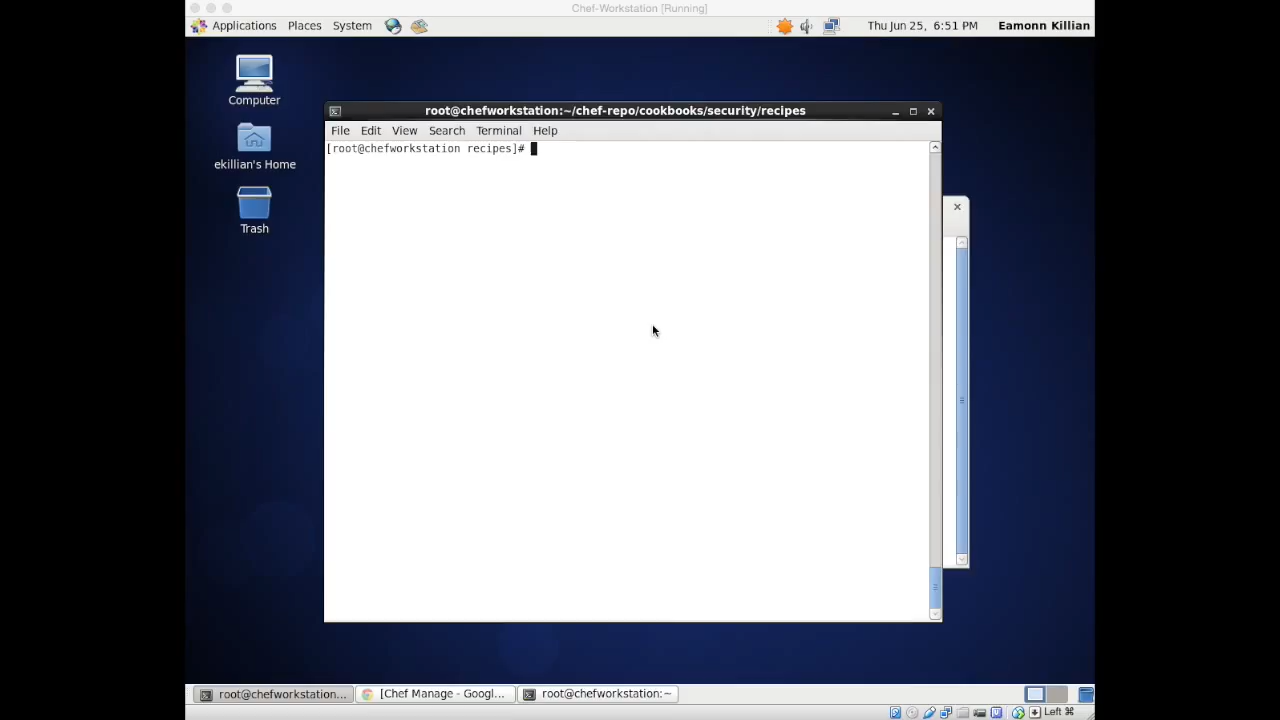 Chef-Workstation [Running]
Applications Places System Thu Jun 25, 6:51 PM Eamonn Killian
Computer
ekillian's Home
Trash
root@chefworkstation:~/chef-repo/cookbooks/security/recipes
File Edit View Search Terminal Help
[root@chefworkstation recipes]#
root@chefworkstation... [Chef Manage - Googl... root@chefworkstation:~
Left ⌘